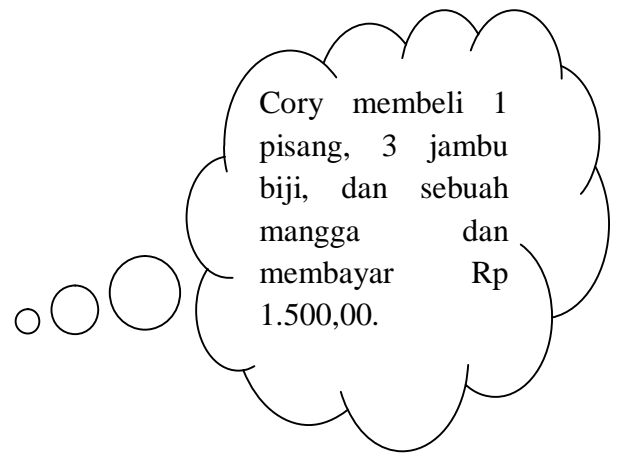 Cory membeli 1
pisang, 3 jambu
biji, dan sebuah
mangga dan
membayar Rp
1.500,00.